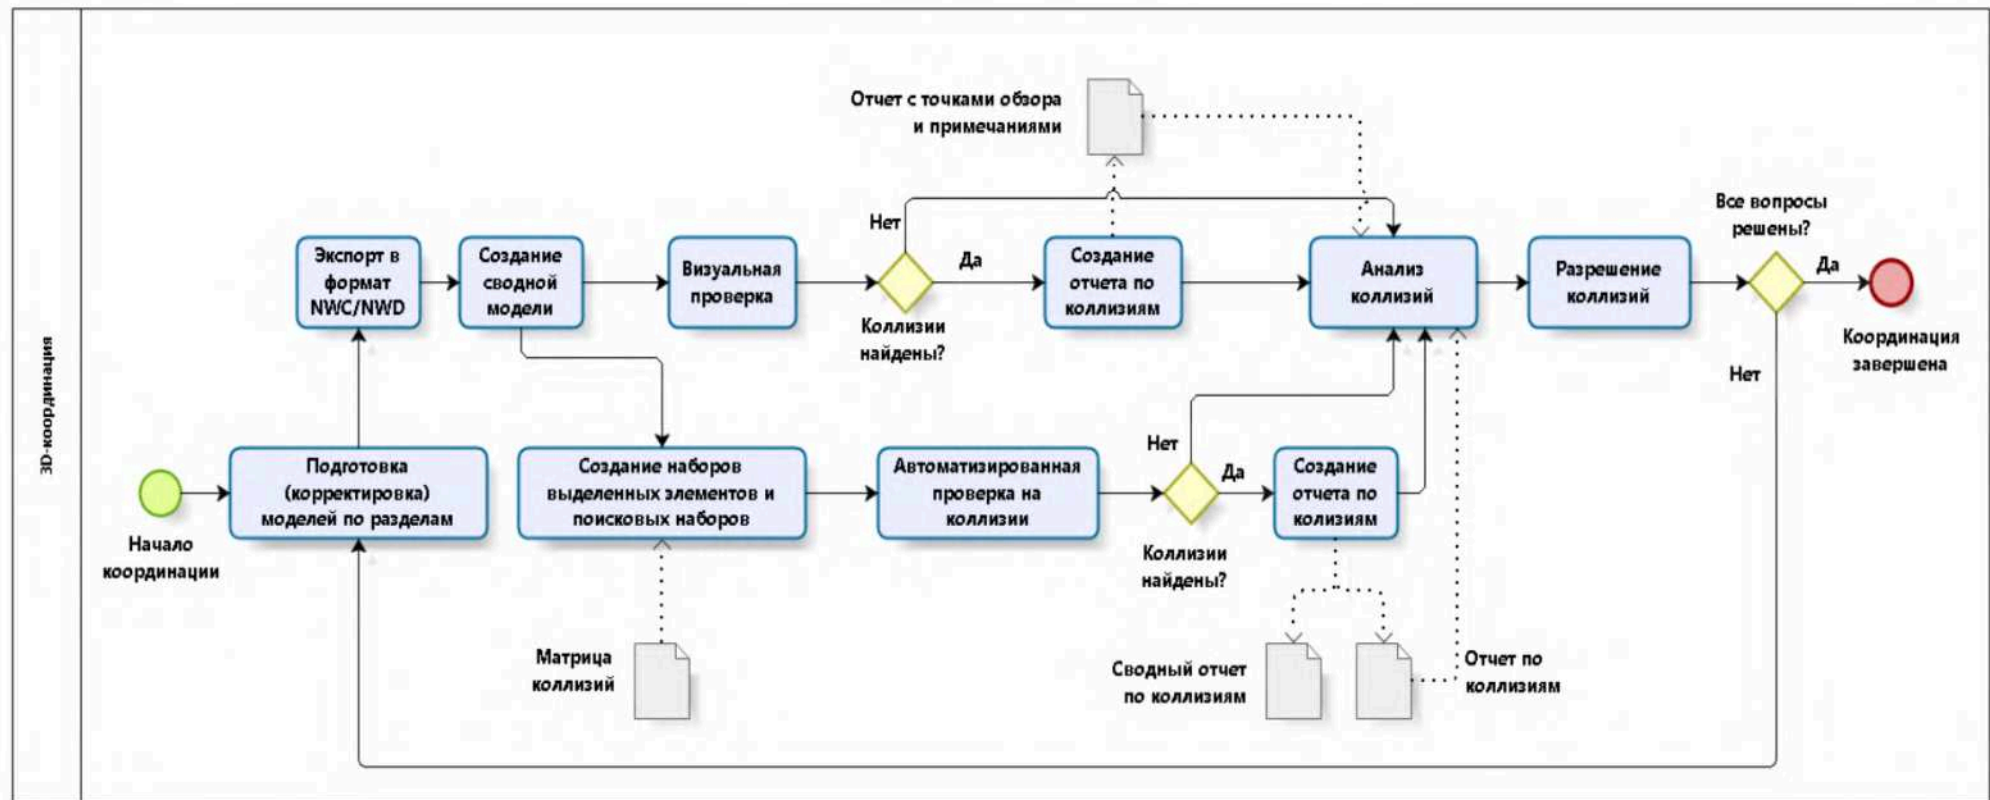 3D-координация
Отчет с точками обзора
и примечаниями
Все вопросы
решены?
Нет
Да
Да
Экспорт в
формат
NWC/NWD
Создание
сводной
модели
Визуальная
проверка
Коллизии
найдены?
Создание
отчета по
коллизиям
Анализ
коллизий
Разрешение
коллизий
Координация
завершена
Нет
Начало
координации
Подготовка
(корректировка)
моделей по разделам
Создание наборов
выделенных элементов и
поисковых наборов
Автоматизированная
проверка на
коллизии
Нет
Да
Коллизии
найдены?
Создание
отчета по
колизиям
Матрица
коллизий
Сводный отчет
по коллизиям
Отчет по
коллизиям